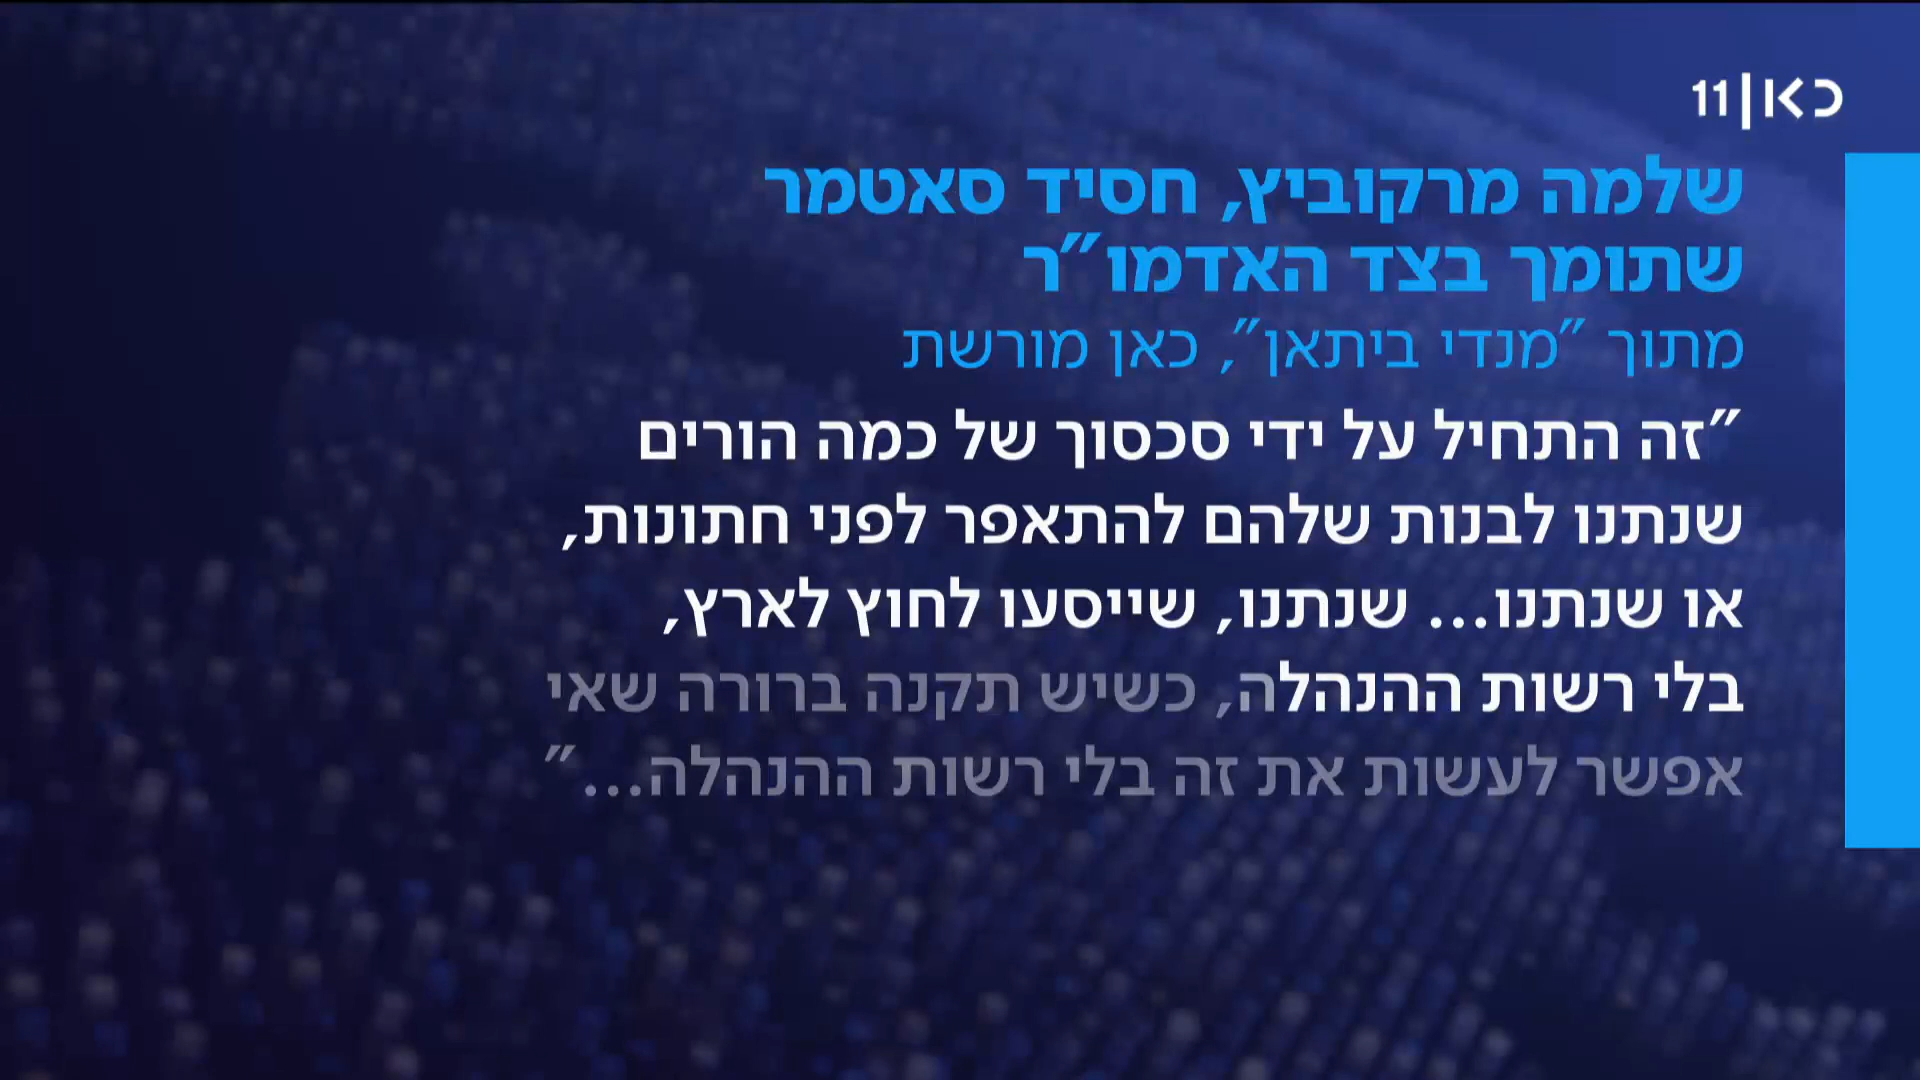 כאן 11
שלמה מרקוביץ, חסיד סאטמר
שתומך בצד האדמו"ר
מתוך "מנדי ביתאן", כאן מורשת
"זה התחיל על ידי סכסוך של כמה הורים
שנתנו לבנות שלהם להתאפר לפני חתונות,
או שנתנו... שנתנו, שייסעו לחוץ לארץ,
בלי רשות ההנהלה, כשיש תקנה ברורה שאי
אפשר לעשות את זה בלי רשות ההנהלה..."